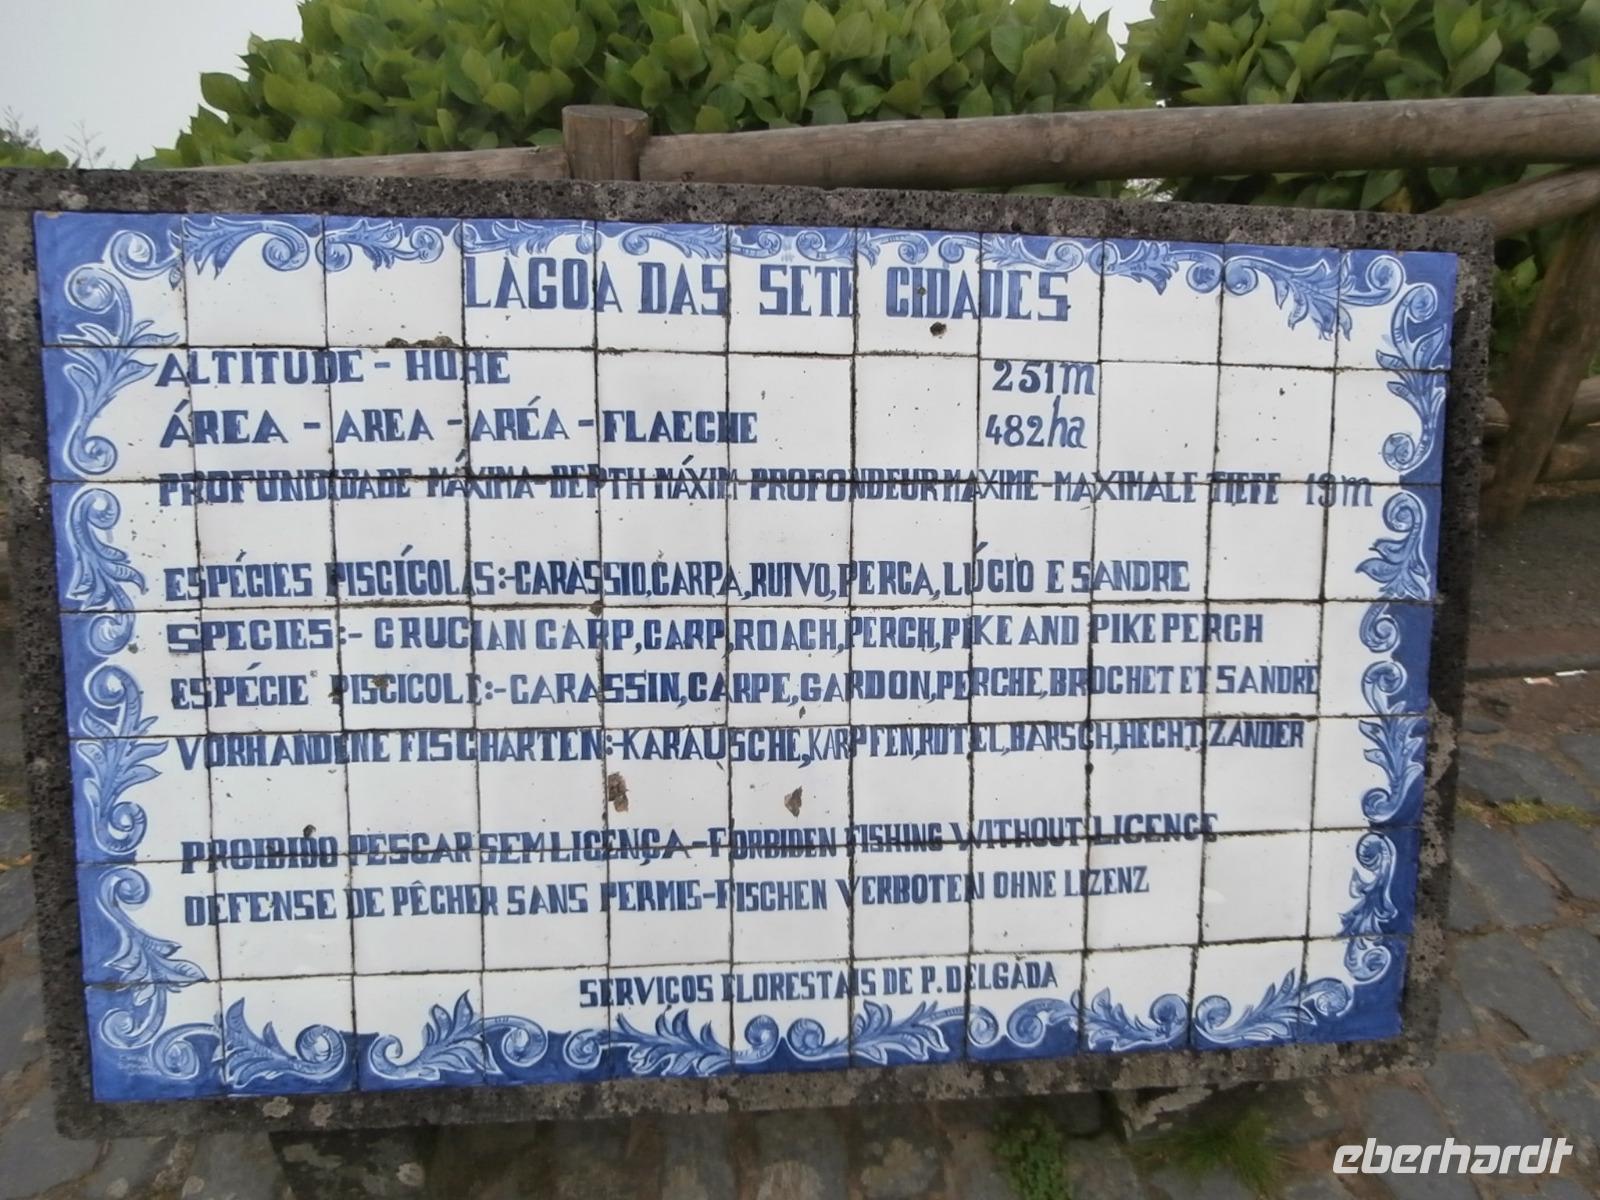 LAGOA DAS SETE CIDADES
ALTITUDE - HOHE 251m
ÁREA - AREA - ARÉA - FLAECHE 482ha
PROFUNDIDADE MÁXIMA - DEPTH MÁXIM - PROFONDEUR MAXIME - MAXIMALE TIEFE 19m
ESPÉCIES PISCÍCOLAS:-CARASSIO,CARPA,RUIVO,PERCA,LÚCIO E SANDRE
SPECIES:- CRUCIAN CARP,CARP,ROACH,PERCH,PIKE AND PIKEPERCH
ESPÉCIE PISCICOLE:-CARASSIN,CARPE,GARDON,PERCHE,BROCHET ET SANDRE
VORHANDENE FISCHARTEN:-KARAUSCHE,KARPFEN,ROTEL,BARSCH,HECHT,ZANDER
PROIBIDO PESCAR SEM LICENÇA-FORBIDEN FISHING WITHOUT LICENCE
DEFENSE DE PÊCHER SANS PERMIS-FISCHEN VERBOTEN OHNE LIZENZ
SERVIÇOS FLORESTAIS DE P. DELGADA
eberhardt